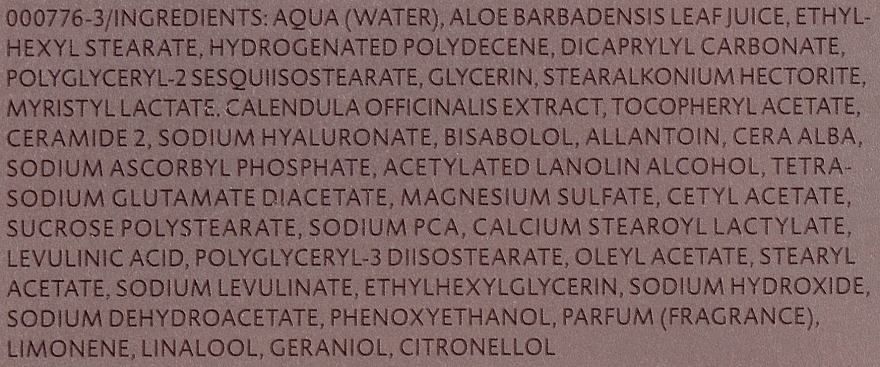 000776-3/INGREDIENTS: AQUA (WATER), ALOE BARBADENSIS LEAF JUICE, ETHYL-
HEXYL STEARATE, HYDROGENATED POLYDECENE, DICAPRYLYL CARBONATE,
POLYGLYCERYL-2 SESQUIISOSTEARATE, GLYCERIN, STEARALKONIUM HECTORITE,
MYRISTYL LACTATE, CALENDULA OFFICINALIS EXTRACT, TOCOPHERYL ACETATE,
CERAMIDE 2, SODIUM HYALURONATE, BISABOLOL, ALLANTOIN, CERA ALBA,
SODIUM ASCORBYL PHOSPHATE, ACETYLATED LANOLIN ALCOHOL, TETRA-
SODIUM GLUTAMATE DIACETATE, MAGNESIUM SULFATE, CETYL ACETATE,
SUCROSE POLYSTEARATE, SODIUM PCA, CALCIUM STEAROYL LACTYLATE,
LEVULINIC ACID, POLYGLYCERYL-3 DIISOSTEARATE, OLEYL ACETATE, STEARYL
ACETATE, SODIUM LEVULINATE, ETHYLHEXYLGLYCERIN, SODIUM HYDROXIDE,
SODIUM DEHYDROACETATE, PHENOXYETHANOL, PARFUM (FRAGRANCE),
LIMONENE, LINALOOL, GERANIOL, CITRONELLOL